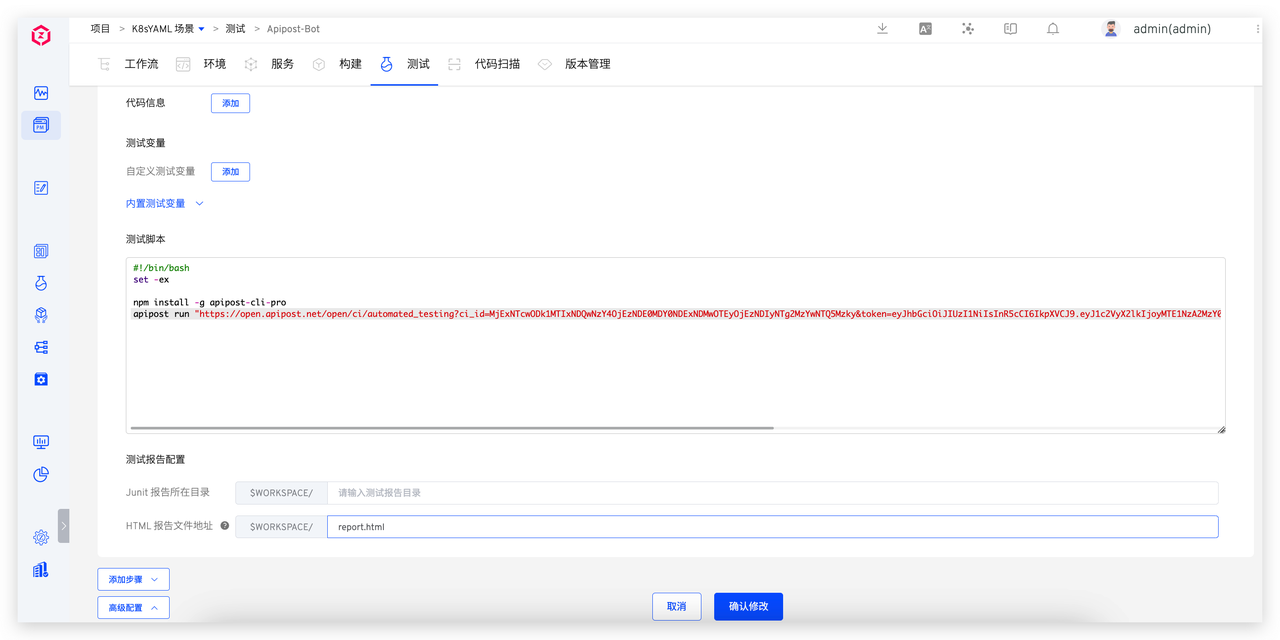 项目 > K8sYAML 场景 > 测试 > Apipost-Bot
admin(admin)
工作流 环境 服务 构建 测试 代码扫描 版本管理
代码信息 添加
测试变量
自定义测试变量 添加
内置测试变量
测试脚本
#!/bin/bash
set -ex
npm install -g apipost-cli-pro
apipost run "https://open.apipost.net/open/ci/automated_testing?ci_id=
测试报告配置
Junit 报告所在目录 $WORKSPACE/ 请输入测试报告目录
HTML 报告文件地址 $WORKSPACE/ report.html
添加步骤
高级配置
取消 确认修改